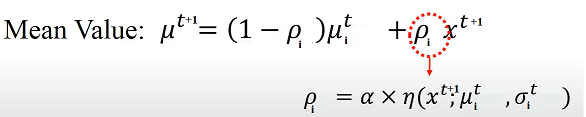 Mean Value: μ^{t+1} = (1 − ρ_i )μ_i^t + ρ_i x^{t+1}
ρ_i = α × η(x^{t+1}; μ_i^t , σ_i^t )